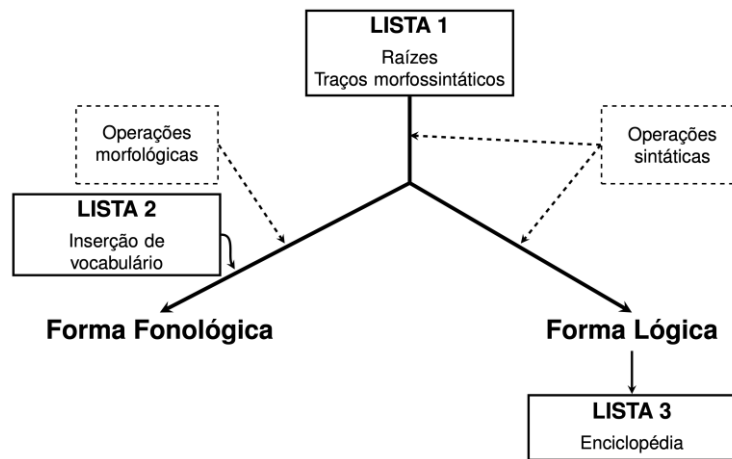 LISTA 1
Raízes
Traços morfossintáticos
Operações
morfológicas
Operações
sintáticas
LISTA 2
Inserção de
vocabulário
Forma Fonológica
Forma Lógica
LISTA 3
Enciclopédia